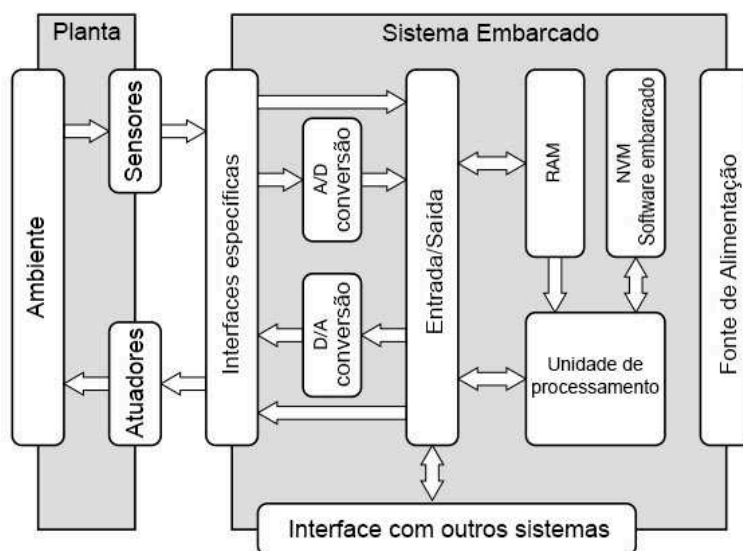 Planta
Sistema Embarcado
Ambiente
Sensores
Atuadores
Interfaces específicas
A/D
conversão
D/A
conversão
Entrada/Saída
RAM
NVM
Software embarcado
Unidade de
processamento
Fonte de Alimentação
Interface com outros sistemas